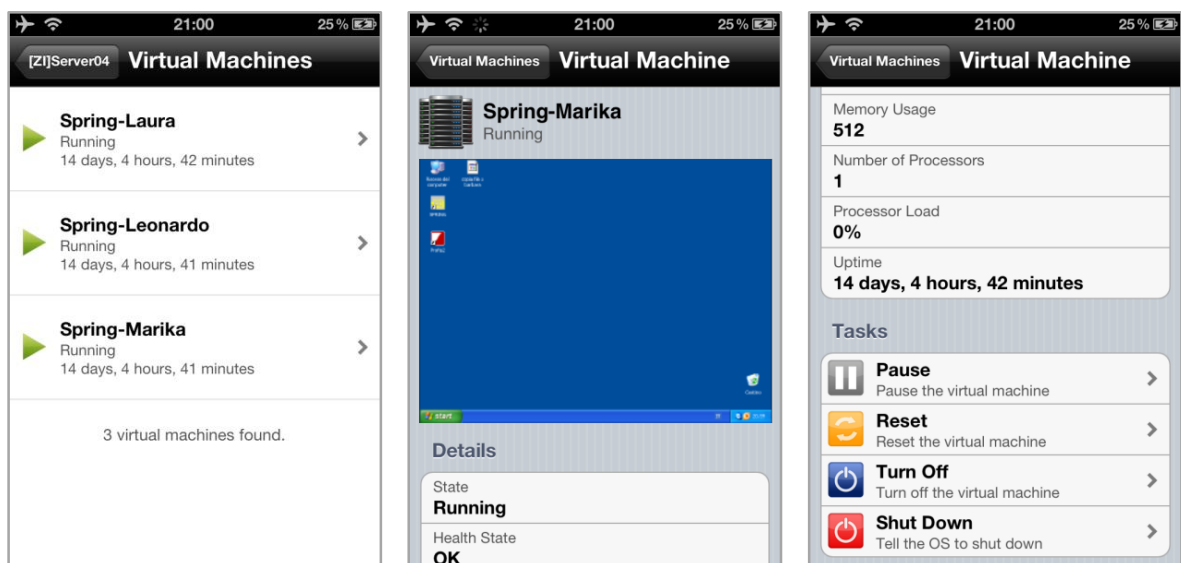 21:00
25 %
[ZI]Server04
Virtual Machines
Spring-Laura
Running
14 days, 4 hours, 42 minutes
Spring-Leonardo
Running
14 days, 4 hours, 41 minutes
Spring-Marika
Running
14 days, 4 hours, 41 minutes
3 virtual machines found.
21:00
25 %
Virtual Machines
Virtual Machine
Spring-Marika
Running
start
Details
State
Running
Health State
OK
21:00
25 %
Virtual Machines
Virtual Machine
Memory Usage
512
Number of Processors
1
Processor Load
0%
Uptime
14 days, 4 hours, 42 minutes
Tasks
Pause
Pause the virtual machine
Reset
Reset the virtual machine
Turn Off
Turn off the virtual machine
Shut Down
Tell the OS to shut down